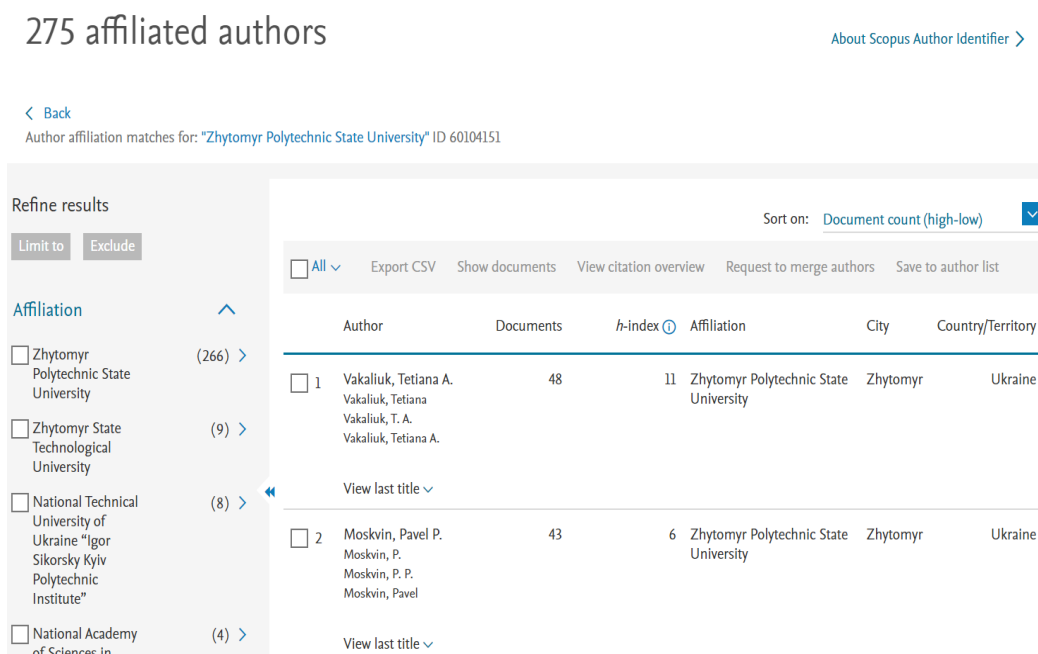 275 affiliated authors
About Scopus Author Identifier
Back
Author affiliation matches for: "Zhytomyr Polytechnic State University" ID 60104151
Refine results
Limit to Exclude
Affiliation
Zhytomyr (266)
Polytechnic State
University
Zhytomyr State (9)
Technological
University
National Technical (8)
University of
Ukraine “Igor
Sikorsky Kyiv
Polytechnic
Institute”
National Academy (4)
of Sciences in
Sort on: Document count (high-low)
All Export CSV Show documents View citation overview Request to merge authors Save to author list
Author Documents h-index Affiliation City Country/Territory
1 Vakaliuk, Tetiana A. 48 11 Zhytomyr Polytechnic State Zhytomyr Ukraine
Vakaliuk, Tetiana University
Vakaliuk, T. A.
Vakaliuk, Tetiana A.
View last title
2 Moskvin, Pavel P. 43 6 Zhytomyr Polytechnic State Zhytomyr Ukraine
Moskvin, P. University
Moskvin, P. P.
Moskvin, Pavel
View last title